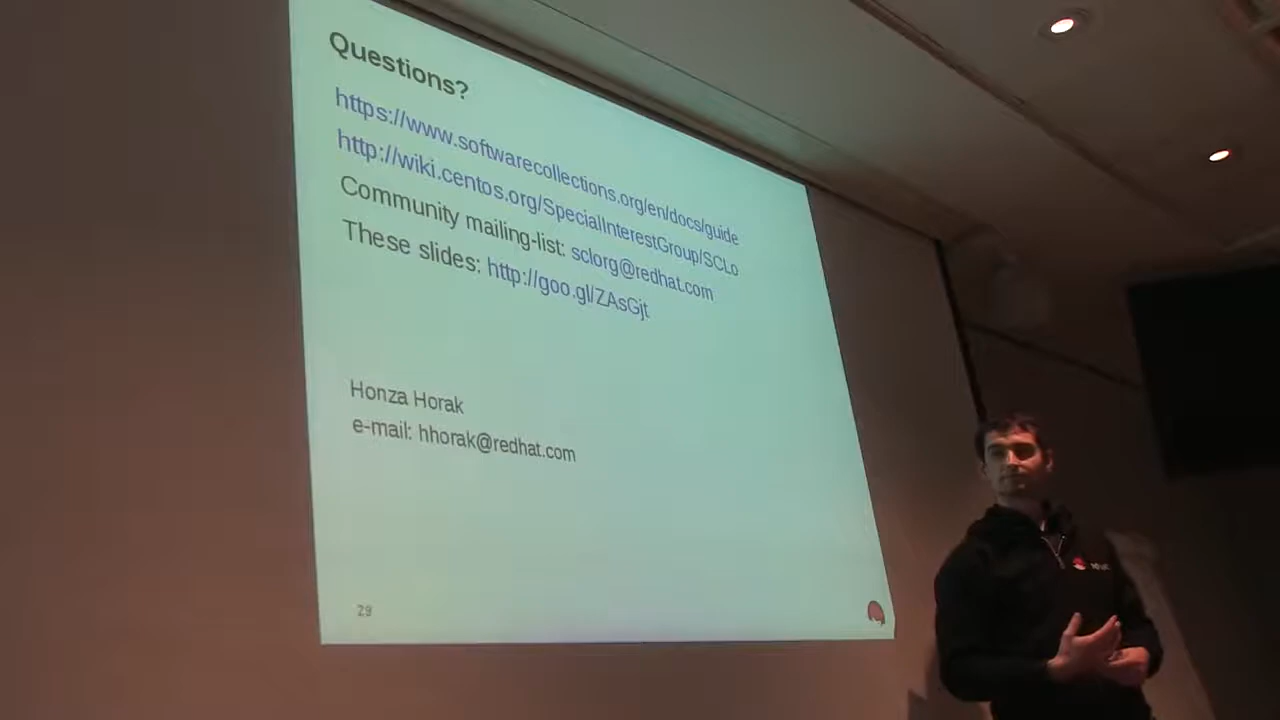 Questions?
https://www.softwarecollections.org/en/docs/guide
http://wiki.centos.org/SpecialInterestGroup/SCLo
Community mailing-list: sclorg@redhat.com
These slides: http://goo.gl/ZAsGjt
Honza Horak
e-mail: hhorak@redhat.com
29